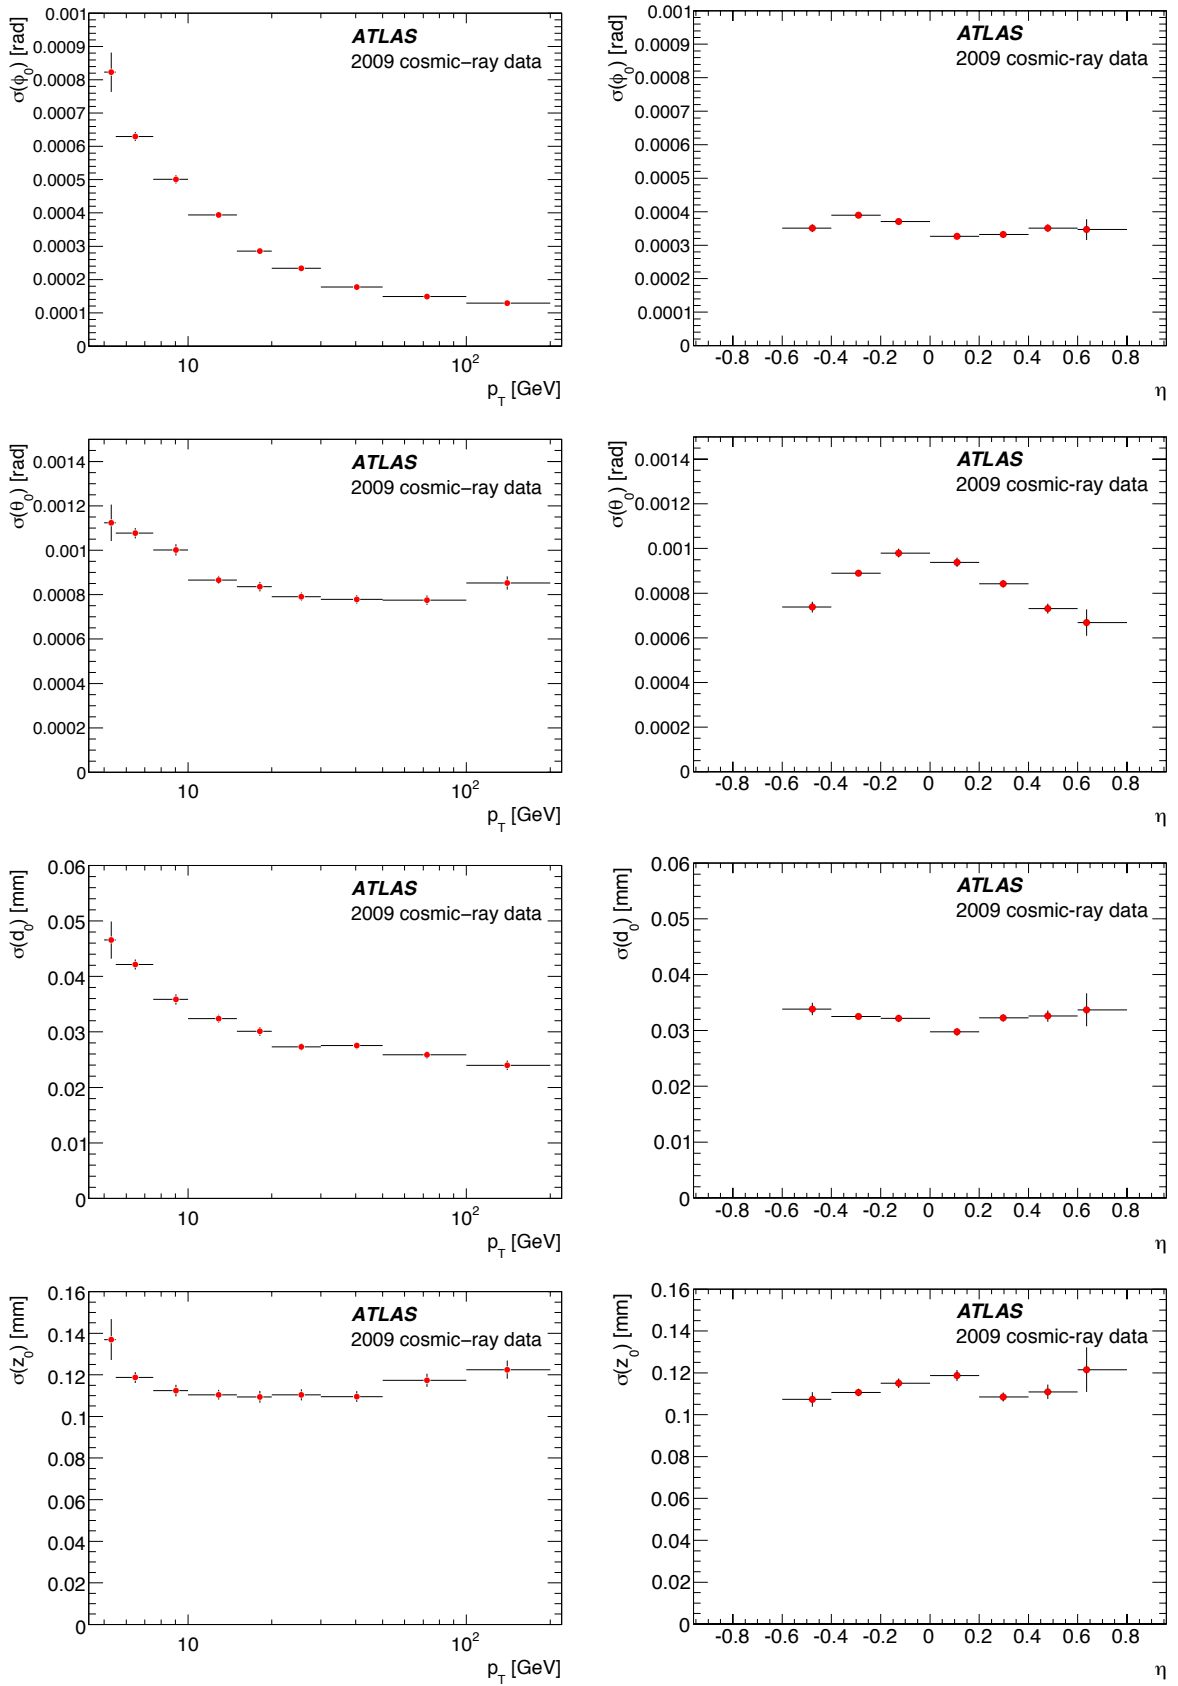 σ(ϕ₀) [rad]
0.001
0.0009
0.0008
0.0007
0.0006
0.0005
0.0004
0.0003
0.0002
0.0001
0
ATLAS
2009 cosmic−ray data
10
10²
p_T [GeV]
σ(ϕ₀) [rad]
0.001
0.0009
0.0008
0.0007
0.0006
0.0005
0.0004
0.0003
0.0002
0.0001
0
ATLAS
2009 cosmic-ray data
-0.8 -0.6 -0.4 -0.2 0 0.2 0.4 0.6 0.8
η
σ(θ₀) [rad]
0.0014
0.0012
0.001
0.0008
0.0006
0.0004
0.0002
0
ATLAS
2009 cosmic−ray data
10
10²
p_T [GeV]
σ(θ₀) [rad]
0.0014
0.0012
0.001
0.0008
0.0006
0.0004
0.0002
0
ATLAS
2009 cosmic-ray data
-0.8 -0.6 -0.4 -0.2 0 0.2 0.4 0.6 0.8
η
σ(d₀) [mm]
0.06
0.05
0.04
0.03
0.02
0.01
0
ATLAS
2009 cosmic−ray data
10
10²
p_T [GeV]
σ(d₀) [mm]
0.06
0.05
0.04
0.03
0.02
0.01
0
ATLAS
2009 cosmic-ray data
-0.8 -0.6 -0.4 -0.2 0 0.2 0.4 0.6 0.8
η
σ(z₀) [mm]
0.16
0.14
0.12
0.1
0.08
0.06
0.04
0.02
0
ATLAS
2009 cosmic−ray data
10
10²
p_T [GeV]
σ(z₀) [mm]
0.16
0.14
0.12
0.1
0.08
0.06
0.04
0.02
0
ATLAS
2009 cosmic-ray data
-0.8 -0.6 -0.4 -0.2 0 0.2 0.4 0.6 0.8
η